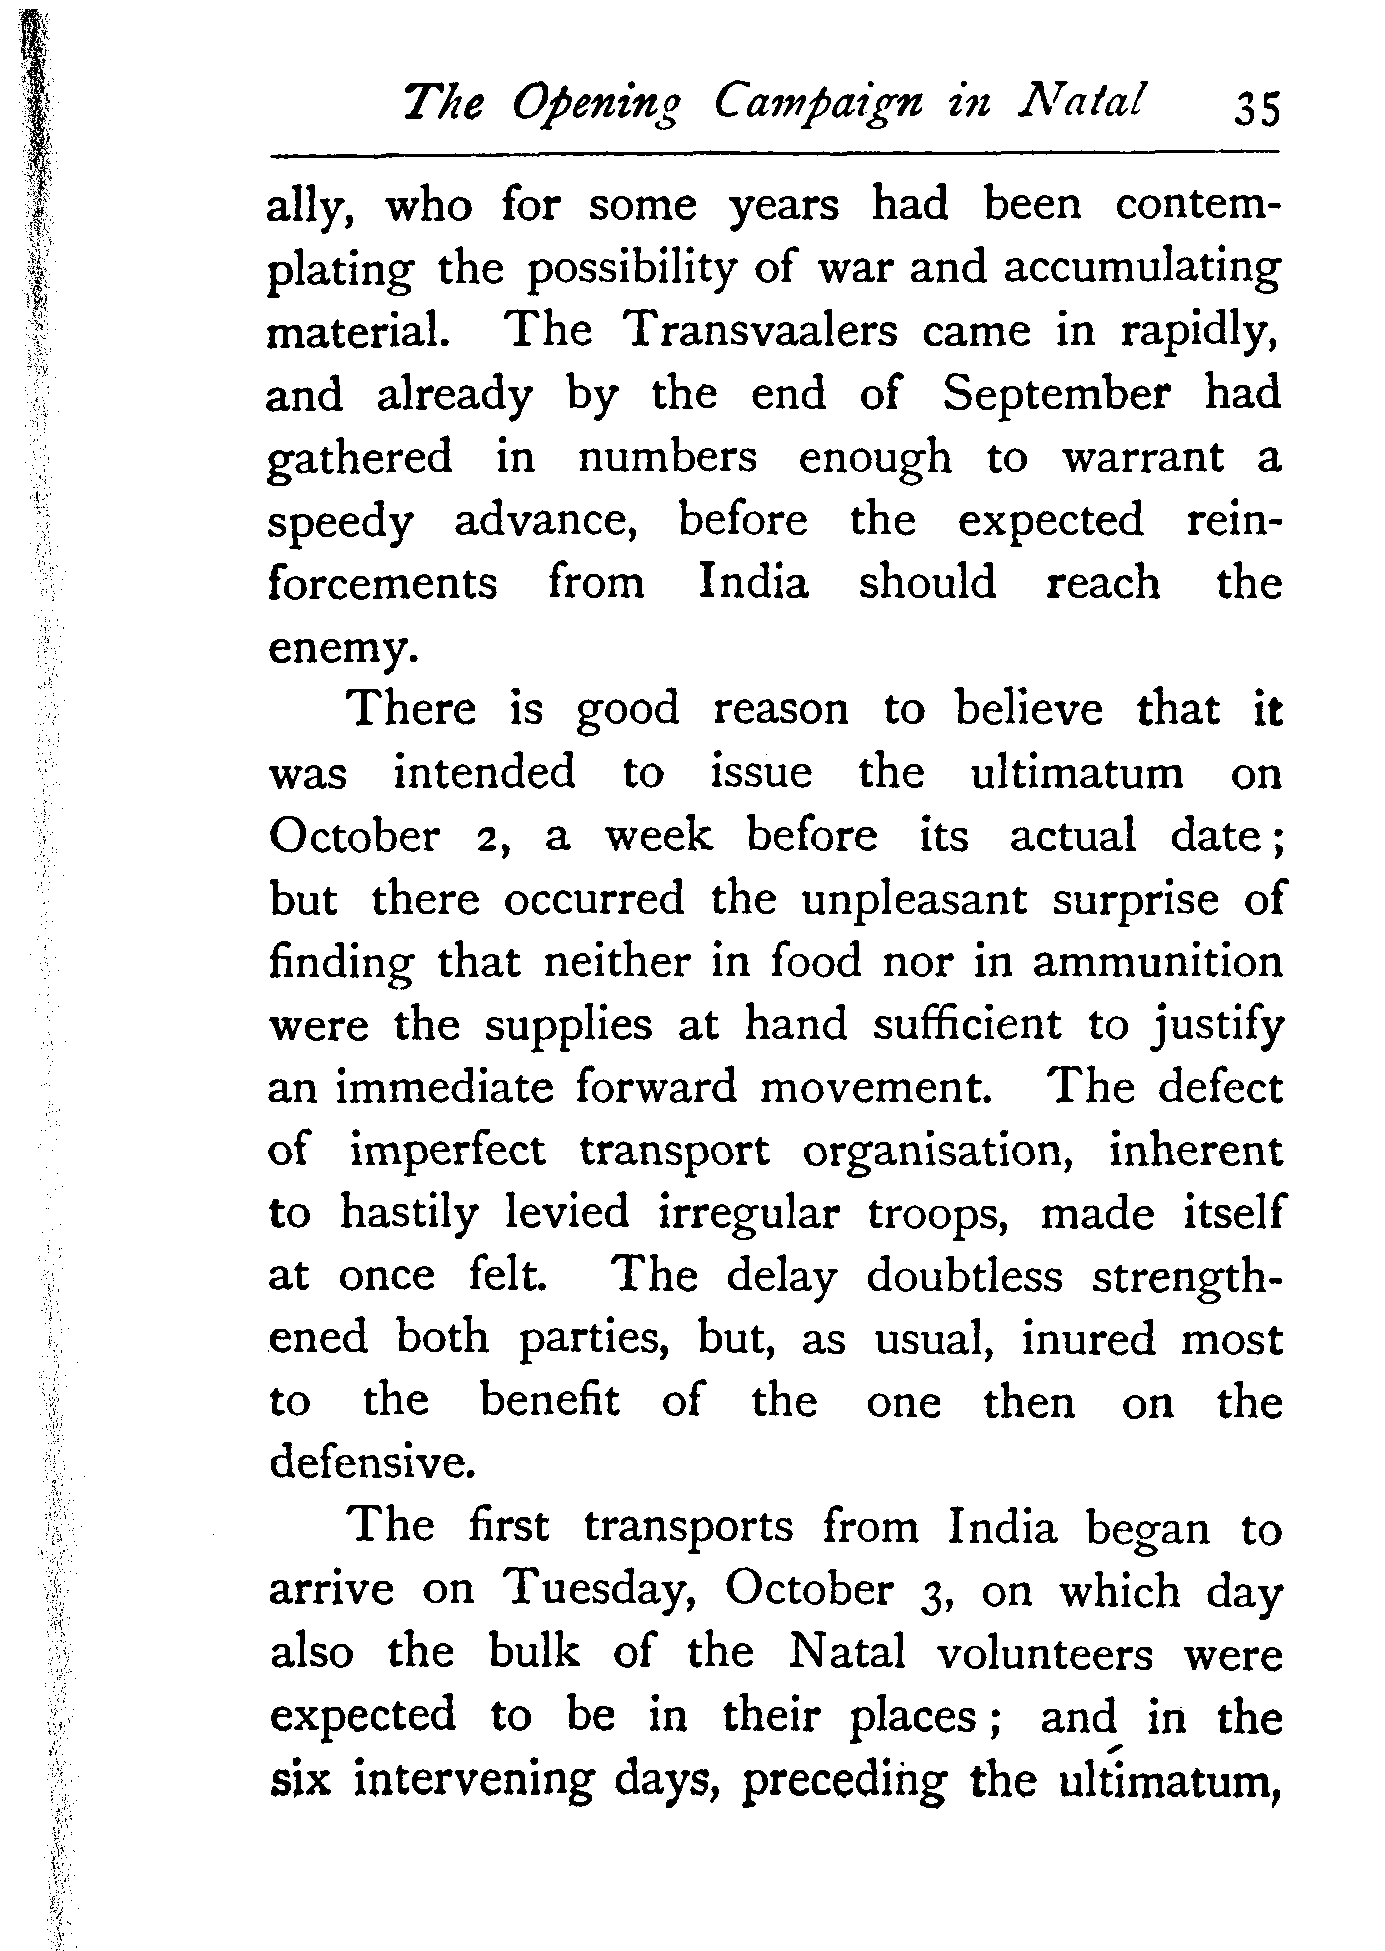 The Opening Campaign in Natal 35
ally, who for some years had been contem-
plating the possibility of war and accumulating
material. The Transvaalers came in rapidly,
and already by the end of September had
gathered in numbers enough to warrant a
speedy advance, before the expected rein-
forcements from India should reach the
enemy.
There is good reason to believe that it
was intended to issue the ultimatum on
October 2, a week before its actual date ;
but there occurred the unpleasant surprise of
finding that neither in food nor in ammunition
were the supplies at hand sufficient to justify
an immediate forward movement. The defect
of imperfect transport organisation, inherent
to hastily levied irregular troops, made itself
at once felt. The delay doubtless strength-
ened both parties, but, as usual, inured most
to the benefit of the one then on the
defensive.
The first transports from India began to
arrive on Tuesday, October 3, on which day
also the bulk of the Natal volunteers were
expected to be in their places ; and in the
six intervening days, preceding the ultimatum,